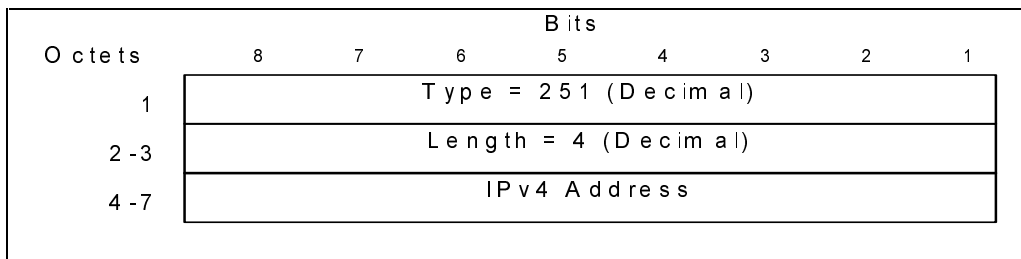 Bits
Octets 8 7 6 5 4 3 2 1
1 Type = 251 (Decimal)
2-3 Length = 4 (Decimal)
4-7 IPv4 Address